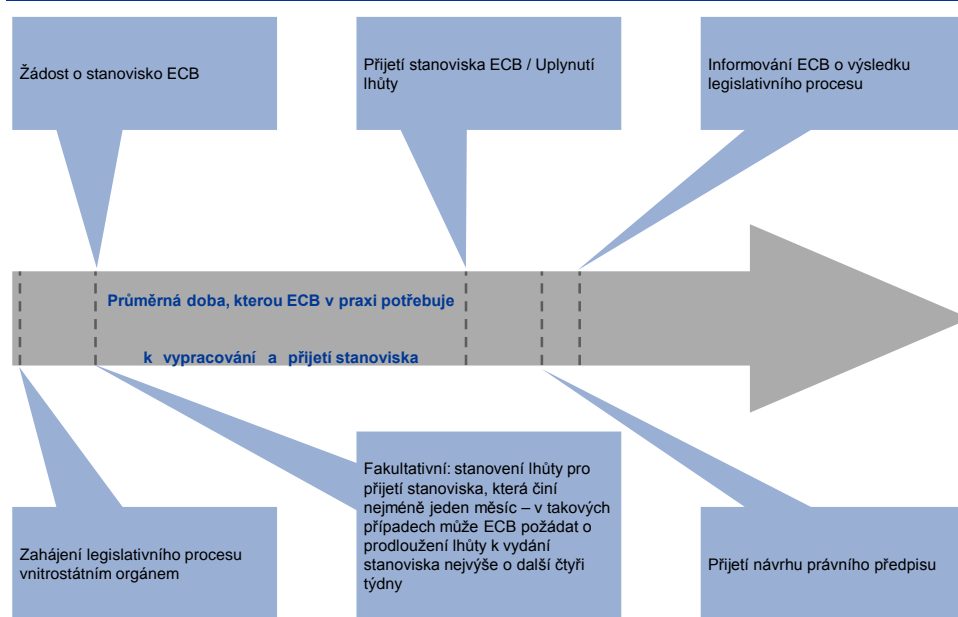 Žádost o stanovisko ECB
Přijetí stanoviska ECB / Uplynutí
lhůty
Informování ECB o výsledku
legislativního procesu
Průměrná doba, kterou ECB v praxi potřebuje
k vypracování a přijetí stanoviska
Zahájení legislativního procesu
vnitrostátním orgánem
Fakultativní: stanovení lhůty pro
přijetí stanoviska, která činí
nejméně jeden měsíc – v takových
případech může ECB požádat o
prodloužení lhůty k vydání
stanoviska nejvýše o další čtyři
týdny
Přijetí návrhu právního předpisu